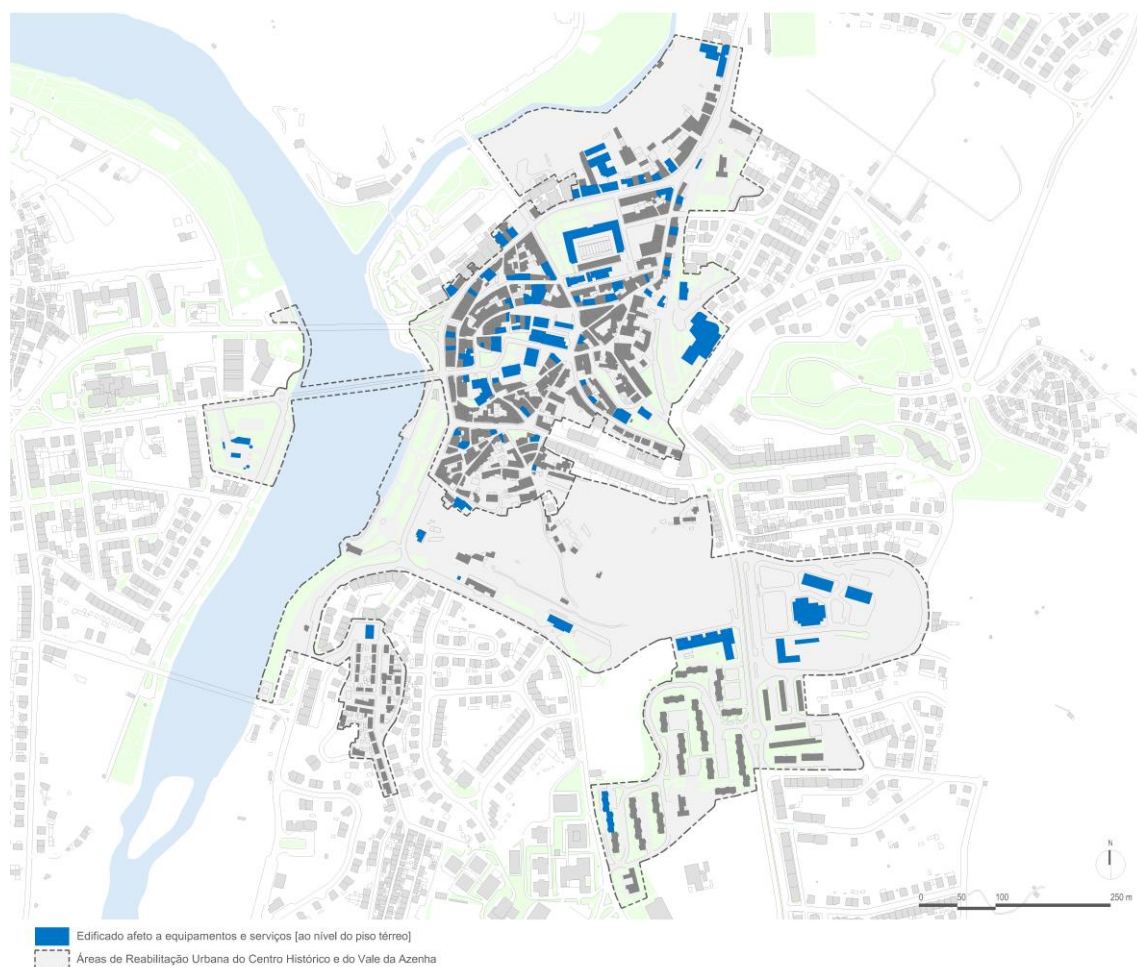 N
0 50 100 250 m
Edificado afeto a equipamentos e serviços [ao nível do piso térreo]
Áreas de Reabilitação Urbana do Centro Histórico e do Vale da Azenha